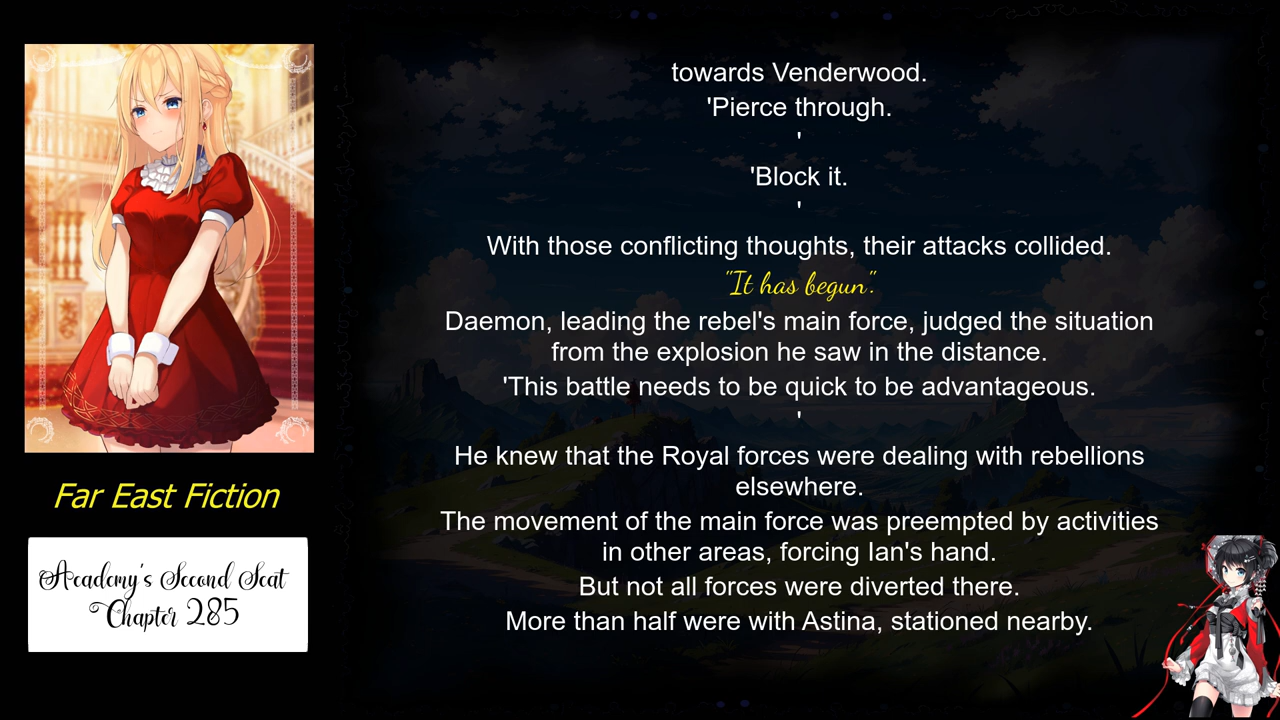 towards Venderwood.
'Pierce through.
'
'Block it.
'
With those conflicting thoughts, their attacks collided.
"It has begun".
Daemon, leading the rebel's main force, judged the situation
from the explosion he saw in the distance.
'This battle needs to be quick to be advantageous.
'
He knew that the Royal forces were dealing with rebellions
elsewhere.
The movement of the main force was preempted by activities
in other areas, forcing Ian's hand.
But not all forces were diverted there.
More than half were with Astina, stationed nearby.
Far East Fiction
Academy's Second Seat
Chapter 285